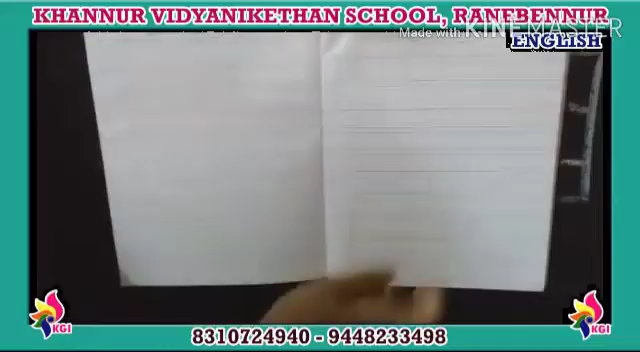 KHANNUR VIDYANIKETHAN SCHOOL, RANEBENNUR
Made with KINEMASTER
ENGLISH
KGI
KGI
8310724940 - 9448233498